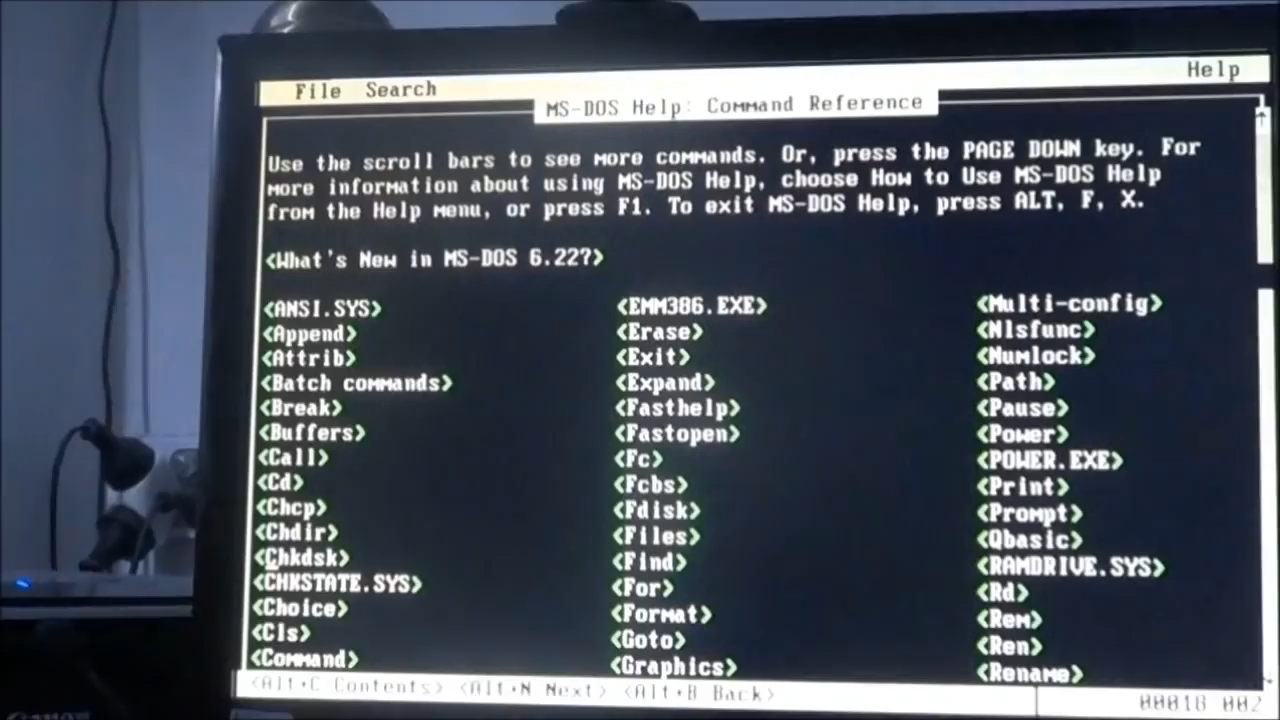 File Search Help
MS-DOS Help: Command Reference
Use the scroll bars to see more commands. Or, press the PAGE DOWN key. For
more information about using MS-DOS Help, choose How to Use MS-DOS Help
from the Help menu, or press F1. To exit MS-DOS Help, press ALT, F, X.
<What's New in MS-DOS 6.22?>
<ANSI.SYS> <EMM386.EXE> <Multi-config>
<Append> <Erase> <Nlsfunc>
<Attrib> <Exit> <Numlock>
<Batch commands> <Expand> <Path>
<Break> <Fasthelp> <Pause>
<Buffers> <Fastopen> <Power>
<Call> <Fc> <POWER.EXE>
<Cd> <Fcbs> <Print>
<Chcp> <Fdisk> <Prompt>
<Chdir> <Files> <Qbasic>
<Chkdsk> <Find> <RAMDRIVE.SYS>
<CHKSTATE.SYS> <For> <Rd>
<Choice> <Format> <Rem>
<Cls> <Goto> <Ren>
<Command> <Graphics> <Rename>
<Alt+C Contents> <Alt+N Next> <Alt+B Back> 00018 002